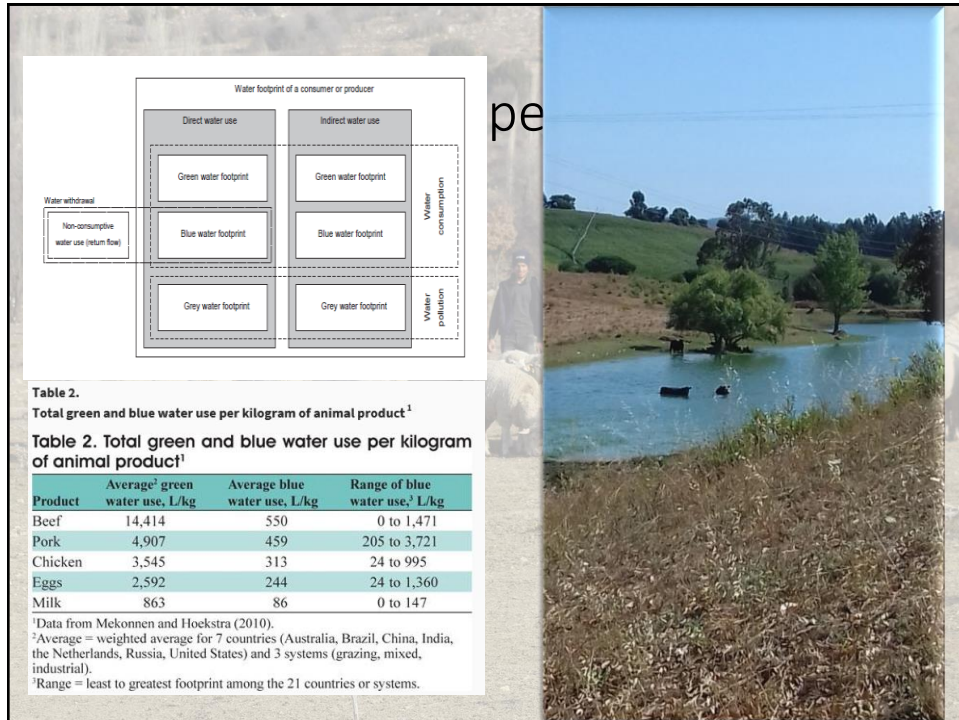 pe
Water footprint of a consumer or producer
Direct water use
Indirect water use
Green water footprint
Green water footprint
Water consumption
Water withdrawal
Non-consumptive
water use (return flow)
Blue water footprint
Blue water footprint
Grey water footprint
Grey water footprint
Water pollution
Table 2.
Total green and blue water use per kilogram of animal product 1
Table 2. Total green and blue water use per kilogram
of animal product1
Product Average2 green water use, L/kg Average blue water use, L/kg Range of blue water use,3 L/kg
Beef 14,414 550 0 to 1,471
Pork 4,907 459 205 to 3,721
Chicken 3,545 313 24 to 995
Eggs 2,592 244 24 to 1,360
Milk 863 86 0 to 147
1Data from Mekonnen and Hoekstra (2010).
2Average = weighted average for 7 countries (Australia, Brazil, China, India,
the Netherlands, Russia, United States) and 3 systems (grazing, mixed,
industrial).
3Range = least to greatest footprint among the 21 countries or systems.